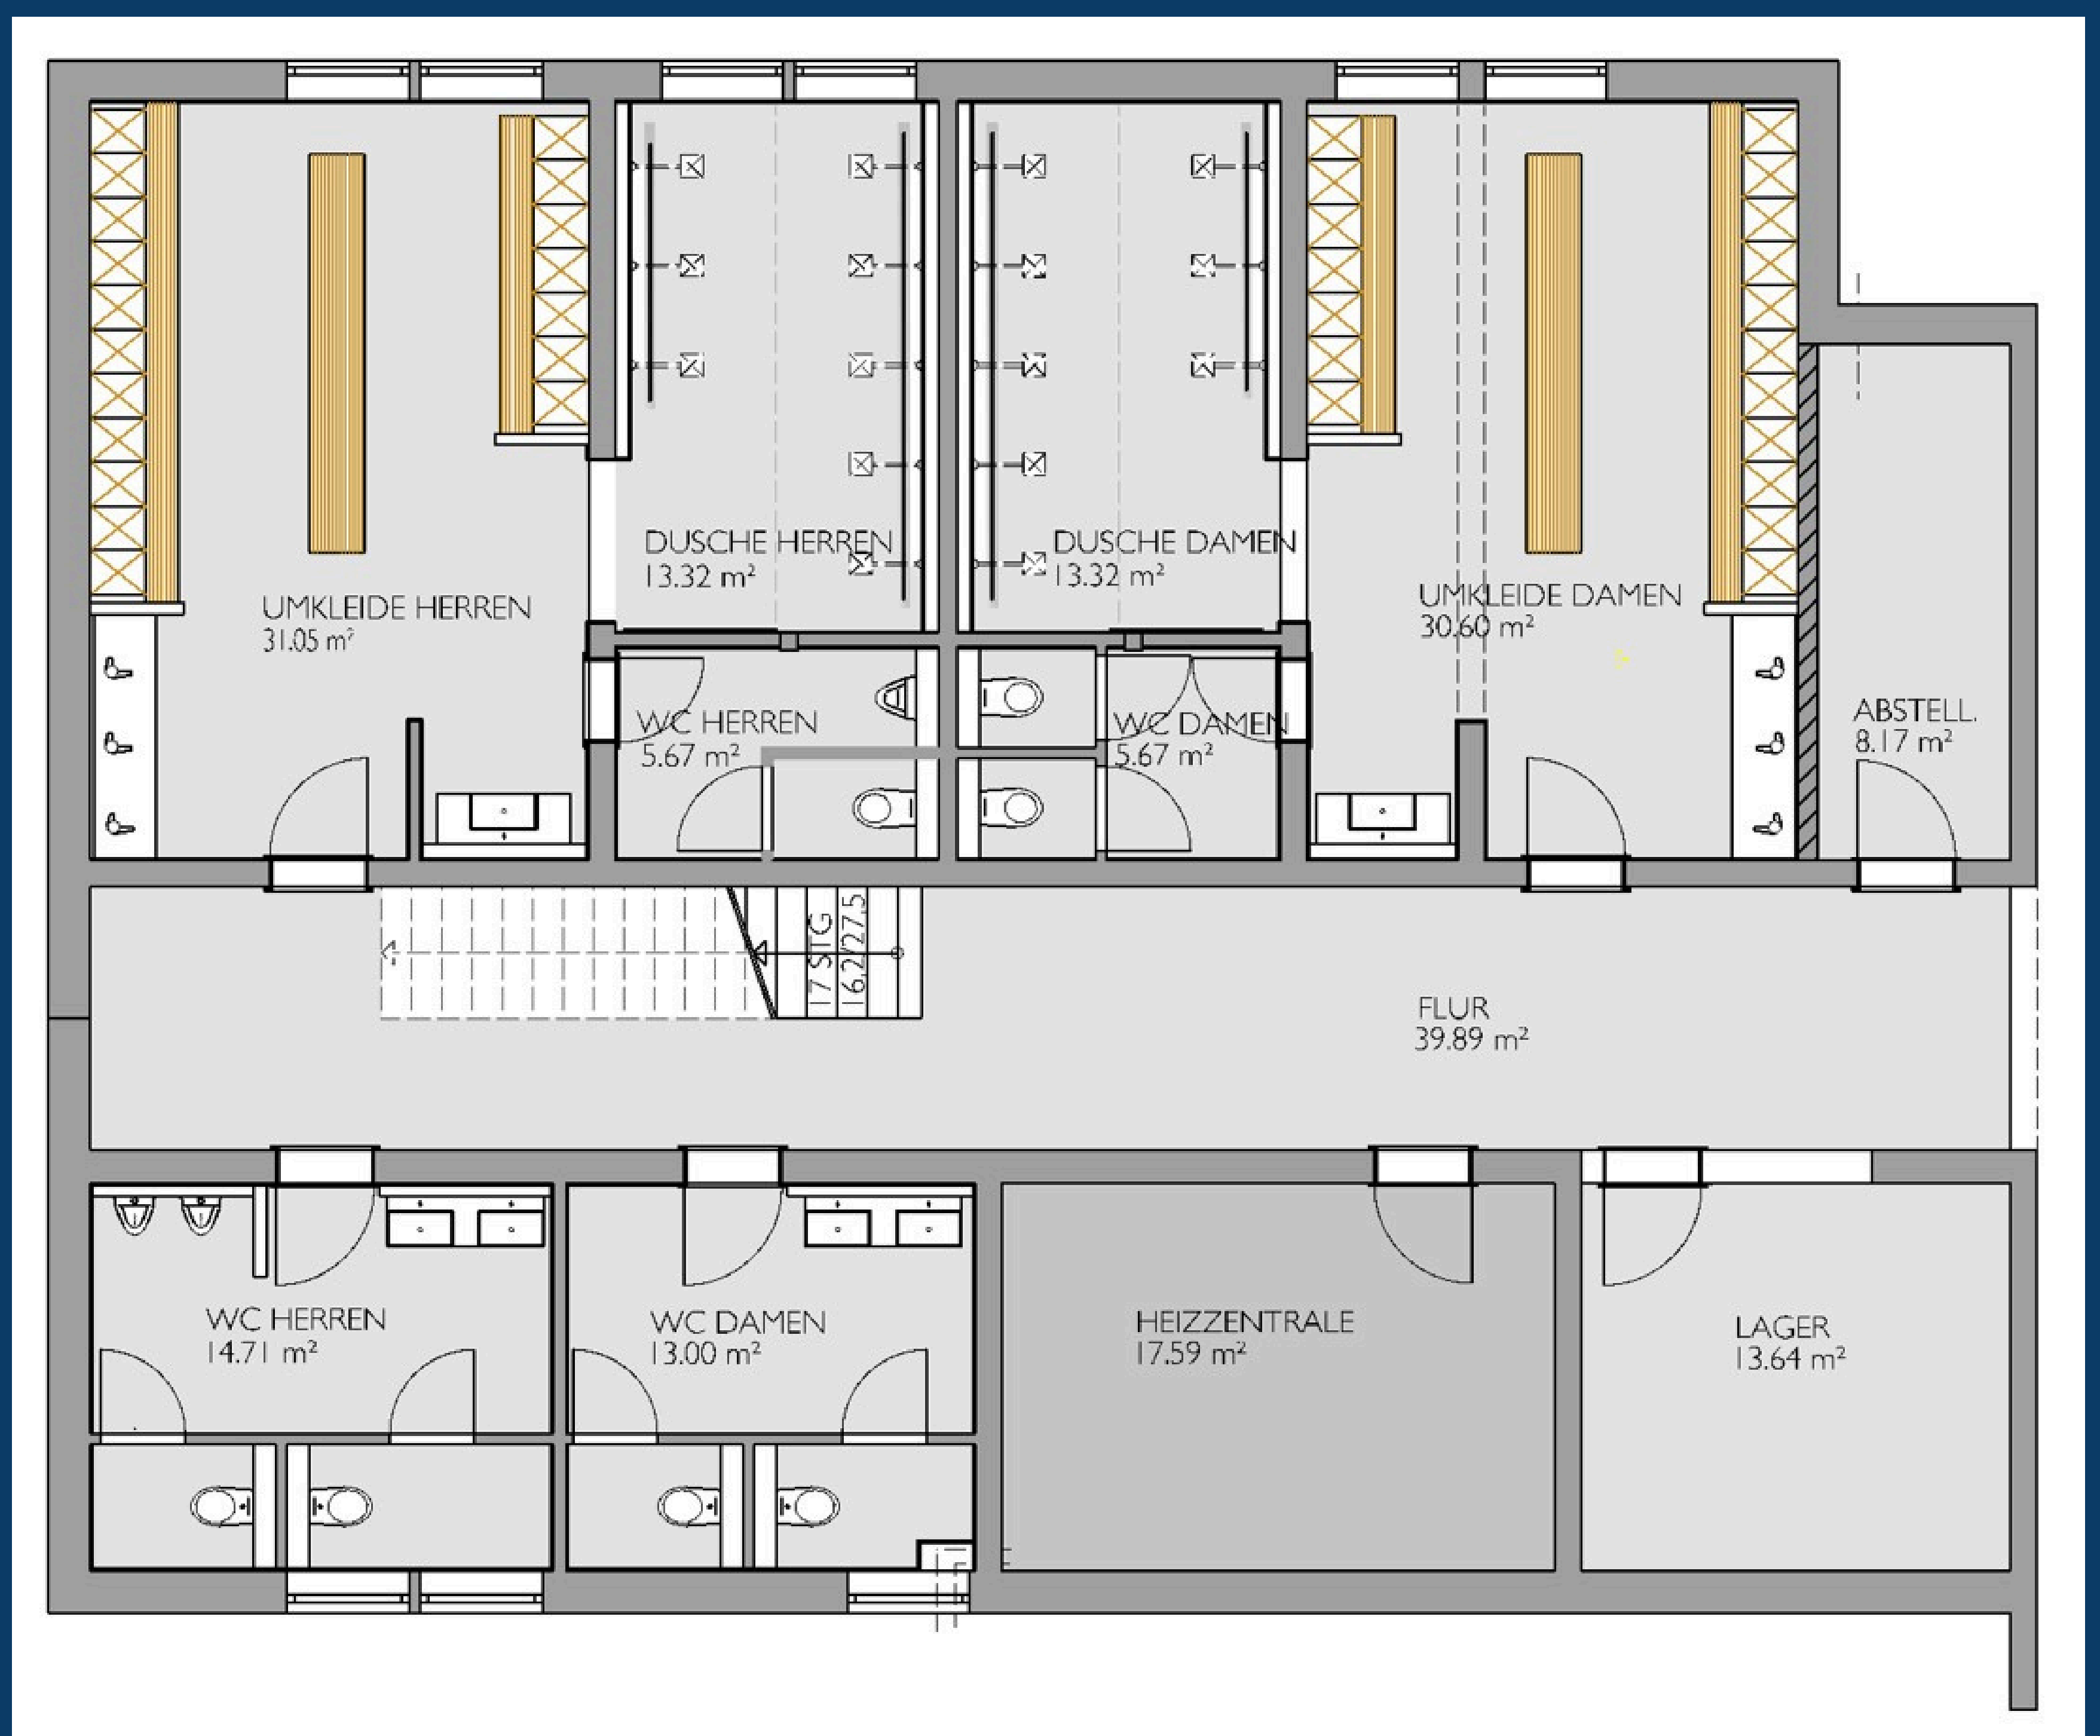 DUSCHE HERREN
13.32 m²
DUSCHE DAMEN
13.32 m²
UMKLEIDE HERREN
31.05 m²
UMKLEIDE DAMEN
30.60 m²
WC HERREN
5.67 m²
WC DAMEN
5.67 m²
ABSTELL.
8.17 m²
17 STG
16.2/27.5
FLUR
39.89 m²
WC HERREN
14.71 m²
WC DAMEN
13.00 m²
HEIZZENTRALE
17.59 m²
LAGER
13.64 m²